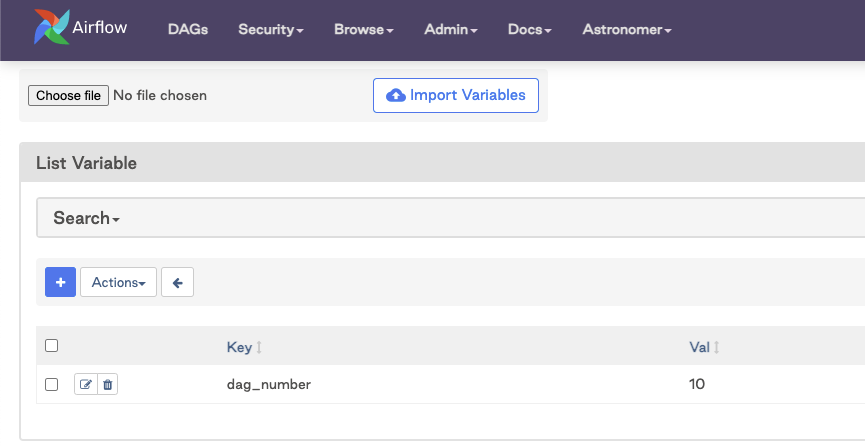 Airflow DAGs Security Browse Admin Docs Astronomer
Choose file No file chosen Import Variables
List Variable
Search
+ Actions
Key Val
dag_number 10